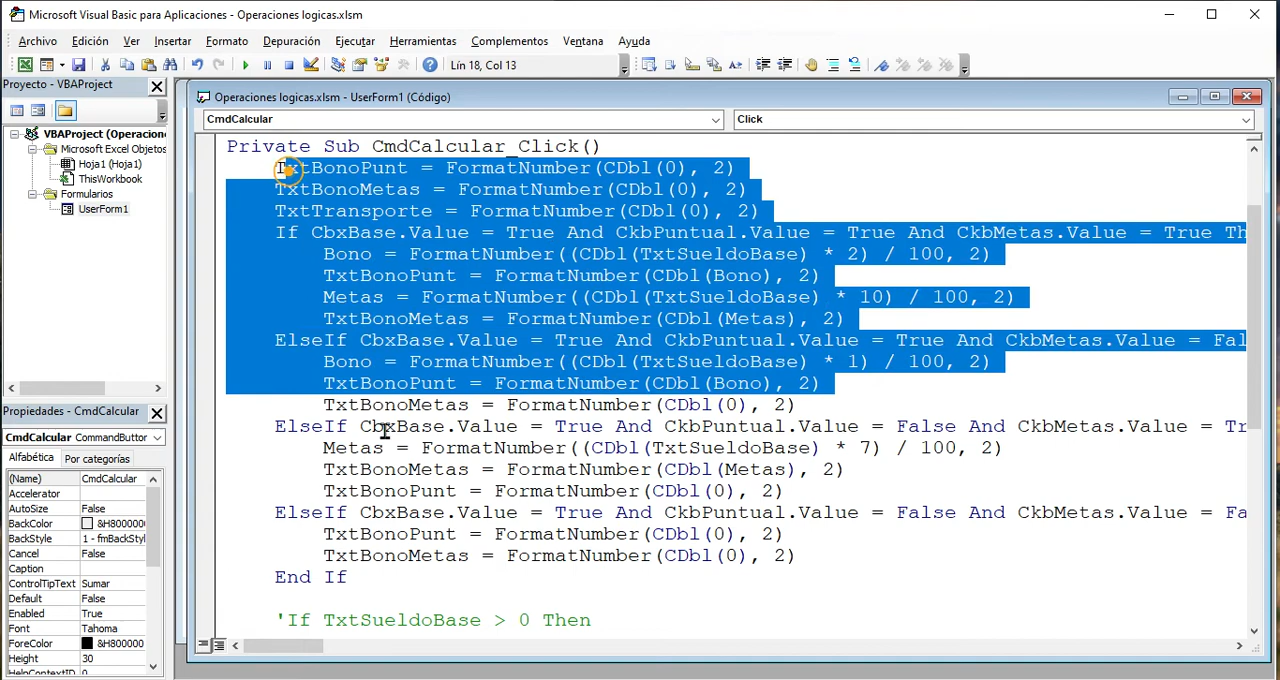 Microsoft Visual Basic para Aplicaciones - Operaciones logicas.xlsm
Archivo Edición Ver Insertar Formato Depuración Ejecutar Herramientas Complementos Ventana Ayuda
Lín 18, Col 13
Proyecto - VBAProject
VBAProject (Operacione
Microsoft Excel Objetos
Hoja1 (Hoja1)
ThisWorkbook
Formularios
UserForm1
Propiedades - CmdCalcular
CmdCalcular CommandButtor
Alfabética Por categorías
(Name) CmdCalcular
Accelerator
AutoSize False
BackColor &H800000
BackStyle 1 - fmBackStyl
Cancel False
Caption
ControlTipText Sumar
Default False
Enabled True
Font Tahoma
ForeColor &H800000
Height 30
HelpContextID 0
Operaciones logicas.xlsm - UserForm1 (Código)
CmdCalcular Click
Private Sub CmdCalcular_Click()
TxtBonoPunt = FormatNumber(CDbl(0), 2)
TxtBonoMetas = FormatNumber(CDbl(0), 2)
TxtTransporte = FormatNumber(CDbl(0), 2)
If CbxBase.Value = True And CkbPuntual.Value = True And CkbMetas.Value = True Th
Bono = FormatNumber((CDbl(TxtSueldoBase) * 2) / 100, 2)
TxtBonoPunt = FormatNumber(CDbl(Bono), 2)
Metas = FormatNumber((CDbl(TxtSueldoBase) * 10) / 100, 2)
TxtBonoMetas = FormatNumber(CDbl(Metas), 2)
ElseIf CbxBase.Value = True And CkbPuntual.Value = True And CkbMetas.Value = Fal
Bono = FormatNumber((CDbl(TxtSueldoBase) * 1) / 100, 2)
TxtBonoPunt = FormatNumber(CDbl(Bono), 2)
TxtBonoMetas = FormatNumber(CDbl(0), 2)
ElseIf CbxBase.Value = True And CkbPuntual.Value = False And CkbMetas.Value = Tr
Metas = FormatNumber((CDbl(TxtSueldoBase) * 7) / 100, 2)
TxtBonoMetas = FormatNumber(CDbl(Metas), 2)
TxtBonoPunt = FormatNumber(CDbl(0), 2)
ElseIf CbxBase.Value = True And CkbPuntual.Value = False And CkbMetas.Value = Fa
TxtBonoPunt = FormatNumber(CDbl(0), 2)
TxtBonoMetas = FormatNumber(CDbl(0), 2)
End If
'If TxtSueldoBase > 0 Then